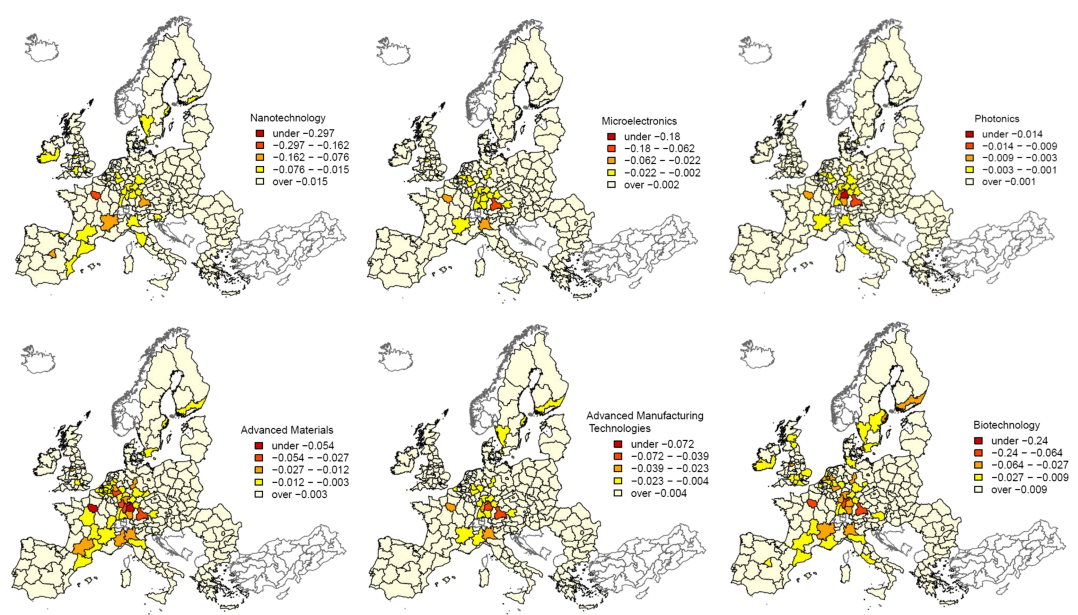 Nanotechnology
under −0.297
−0.297 − −0.162
−0.162 − −0.076
−0.076 − −0.015
over −0.015
Microelectronics
under −0.18
−0.18 − −0.062
−0.062 − −0.022
−0.022 − −0.002
over −0.002
Photonics
under −0.014
−0.014 − −0.009
−0.009 − −0.003
−0.003 − −0.001
over −0.001
Advanced Materials
under −0.054
−0.054 − −0.027
−0.027 − −0.012
−0.012 − −0.003
over −0.003
Advanced Manufacturing
Technologies
under −0.072
−0.072 − −0.039
−0.039 − −0.023
−0.023 − −0.004
over −0.004
Biotechnology
under −0.24
−0.24 − −0.064
−0.064 − −0.027
−0.027 − −0.009
over −0.009